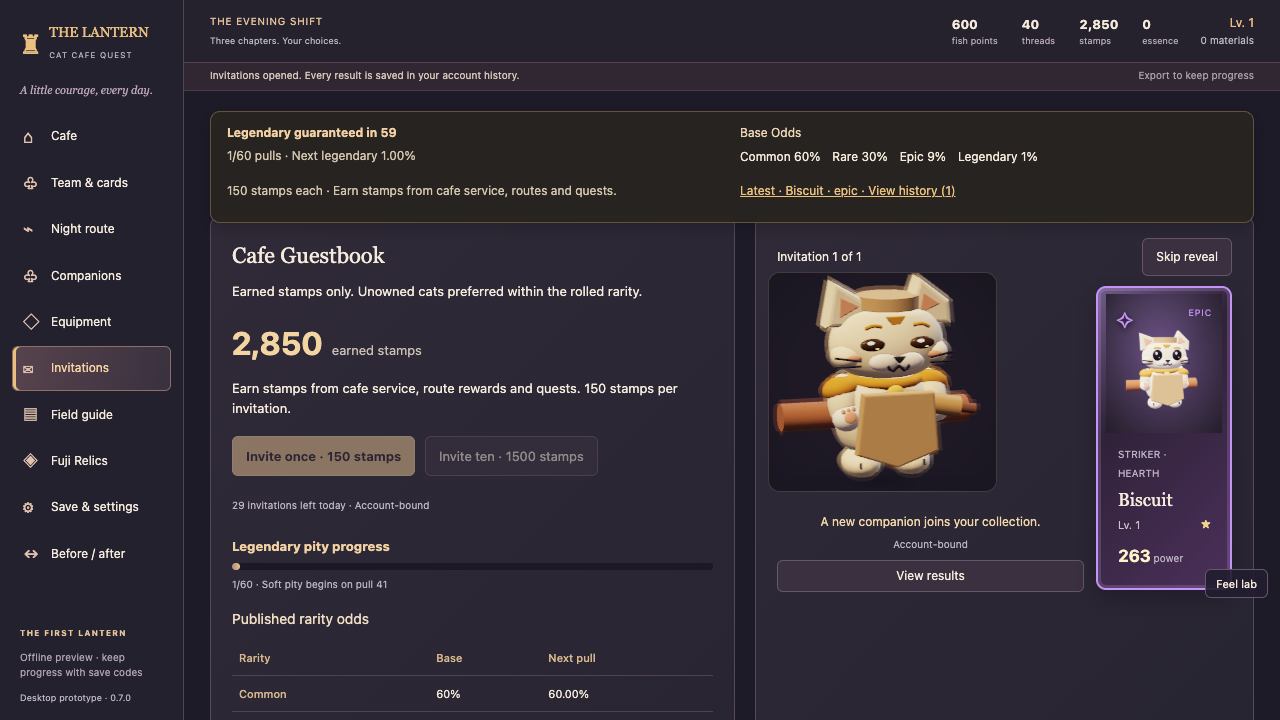 THE LANTERN
CAT CAFE QUEST
A little courage, every day.
Cafe
Team & cards
Night route
Companions
Equipment
Invitations
Field guide
Fuji Relics
Save & settings
Before / after
THE FIRST LANTERN
Offline preview · keep
progress with save codes
Desktop prototype · 0.7.0
THE EVENING SHIFT
Three chapters. Your choices.
600
fish points
40
threads
2,850
stamps
0
essence
Lv. 1
0 materials
Invitations opened. Every result is saved in your account history.
Export to keep progress
Legendary guaranteed in 59
1/60 pulls · Next legendary 1.00%
150 stamps each · Earn stamps from cafe service, routes and quests.
Base Odds
Common 60% Rare 30% Epic 9% Legendary 1%
Latest · Biscuit · epic · View history (1)
Cafe Guestbook
Earned stamps only. Unowned cats preferred within the rolled rarity.
2,850 earned stamps
Earn stamps from cafe service, route rewards and quests. 150 stamps per
invitation.
Invite once · 150 stamps
Invite ten · 1500 stamps
29 invitations left today · Account-bound
Legendary pity progress
1/60 · Soft pity begins on pull 41
Published rarity odds
Rarity Base Next pull
Common 60% 60.00%
Invitation 1 of 1
Skip reveal
A new companion joins your collection.
Account-bound
View results
EPIC
STRIKER ·
HEARTH
Biscuit
Lv. 1
263 power
Feel lab